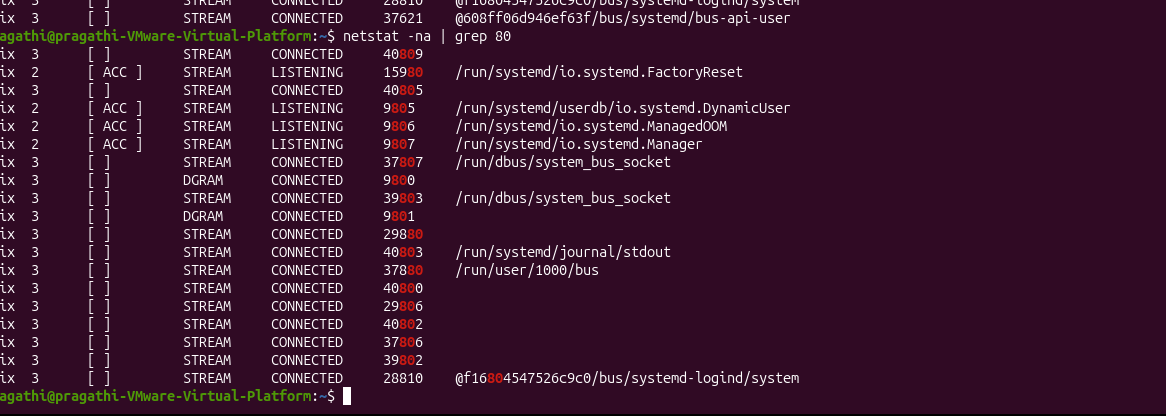 ix  3      [ ]         STREAM     CONNECTED     28810    @f16804547526c9c0/bus/systemd-logind/system
ix  3      [ ]         STREAM     CONNECTED     37621    @608ff06d946ef63f/bus/systemd/bus-api-user
agathi@pragathi-VMware-Virtual-Platform:~$ netstat -na | grep 80
ix  3      [ ]         STREAM     CONNECTED     40809
ix  2      [ ACC ]     STREAM     LISTENING     15980    /run/systemd/io.systemd.FactoryReset
ix  3      [ ]         STREAM     CONNECTED     40805
ix  2      [ ACC ]     STREAM     LISTENING     9805     /run/systemd/userdb/io.systemd.DynamicUser
ix  2      [ ACC ]     STREAM     LISTENING     9806     /run/systemd/io.systemd.ManagedOOM
ix  2      [ ACC ]     STREAM     LISTENING     9807     /run/systemd/io.systemd.Manager
ix  3      [ ]         STREAM     CONNECTED     37807    /run/dbus/system_bus_socket
ix  3      [ ]         DGRAM      CONNECTED     9800
ix  3      [ ]         STREAM     CONNECTED     39803    /run/dbus/system_bus_socket
ix  3      [ ]         DGRAM      CONNECTED     9801
ix  3      [ ]         STREAM     CONNECTED     29880
ix  3      [ ]         STREAM     CONNECTED     40803    /run/systemd/journal/stdout
ix  3      [ ]         STREAM     CONNECTED     37880    /run/user/1000/bus
ix  3      [ ]         STREAM     CONNECTED     40800
ix  3      [ ]         STREAM     CONNECTED     29806
ix  3      [ ]         STREAM     CONNECTED     40802
ix  3      [ ]         STREAM     CONNECTED     37806
ix  3      [ ]         STREAM     CONNECTED     39802
ix  3      [ ]         STREAM     CONNECTED     28810    @f16804547526c9c0/bus/systemd-logind/system
agathi@pragathi-VMware-Virtual-Platform:~$